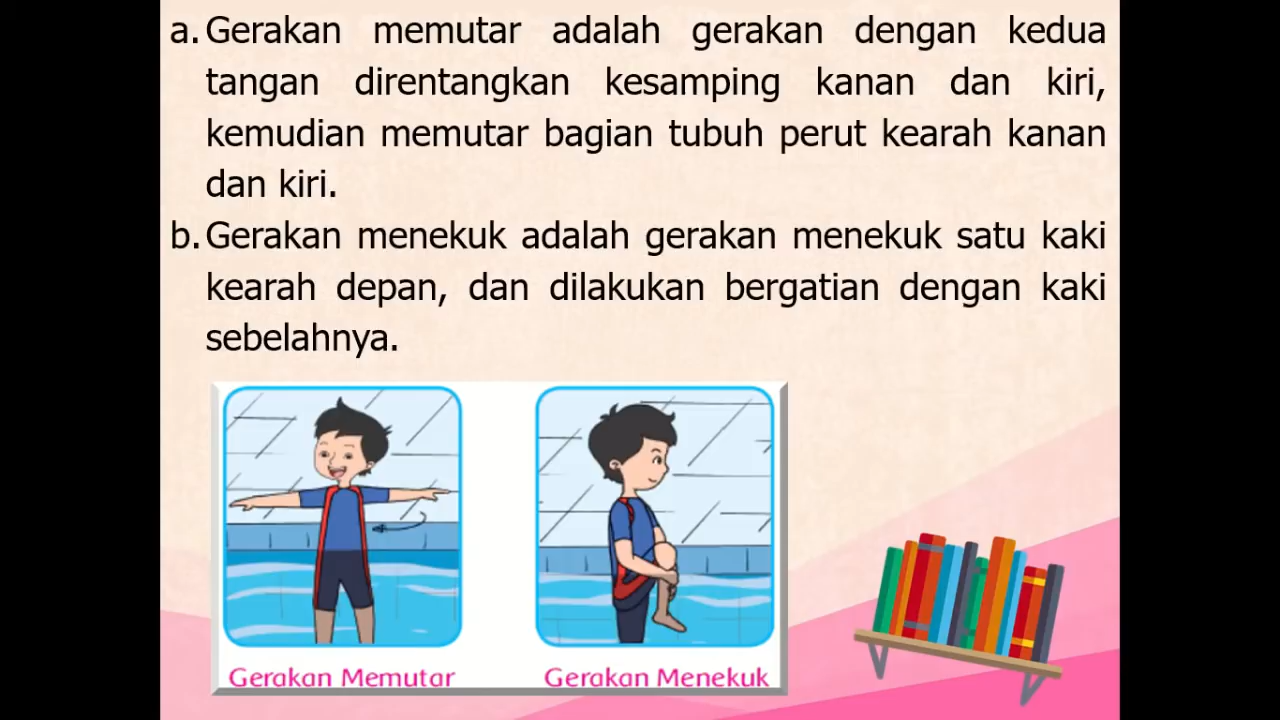 a. Gerakan memutar adalah gerakan dengan kedua
tangan direntangkan kesamping kanan dan kiri,
kemudian memutar bagian tubuh perut kearah kanan
dan kiri.
b. Gerakan menekuk adalah gerakan menekuk satu kaki
kearah depan, dan dilakukan bergatian dengan kaki
sebelahnya.
Gerakan Memutar
Gerakan Menekuk